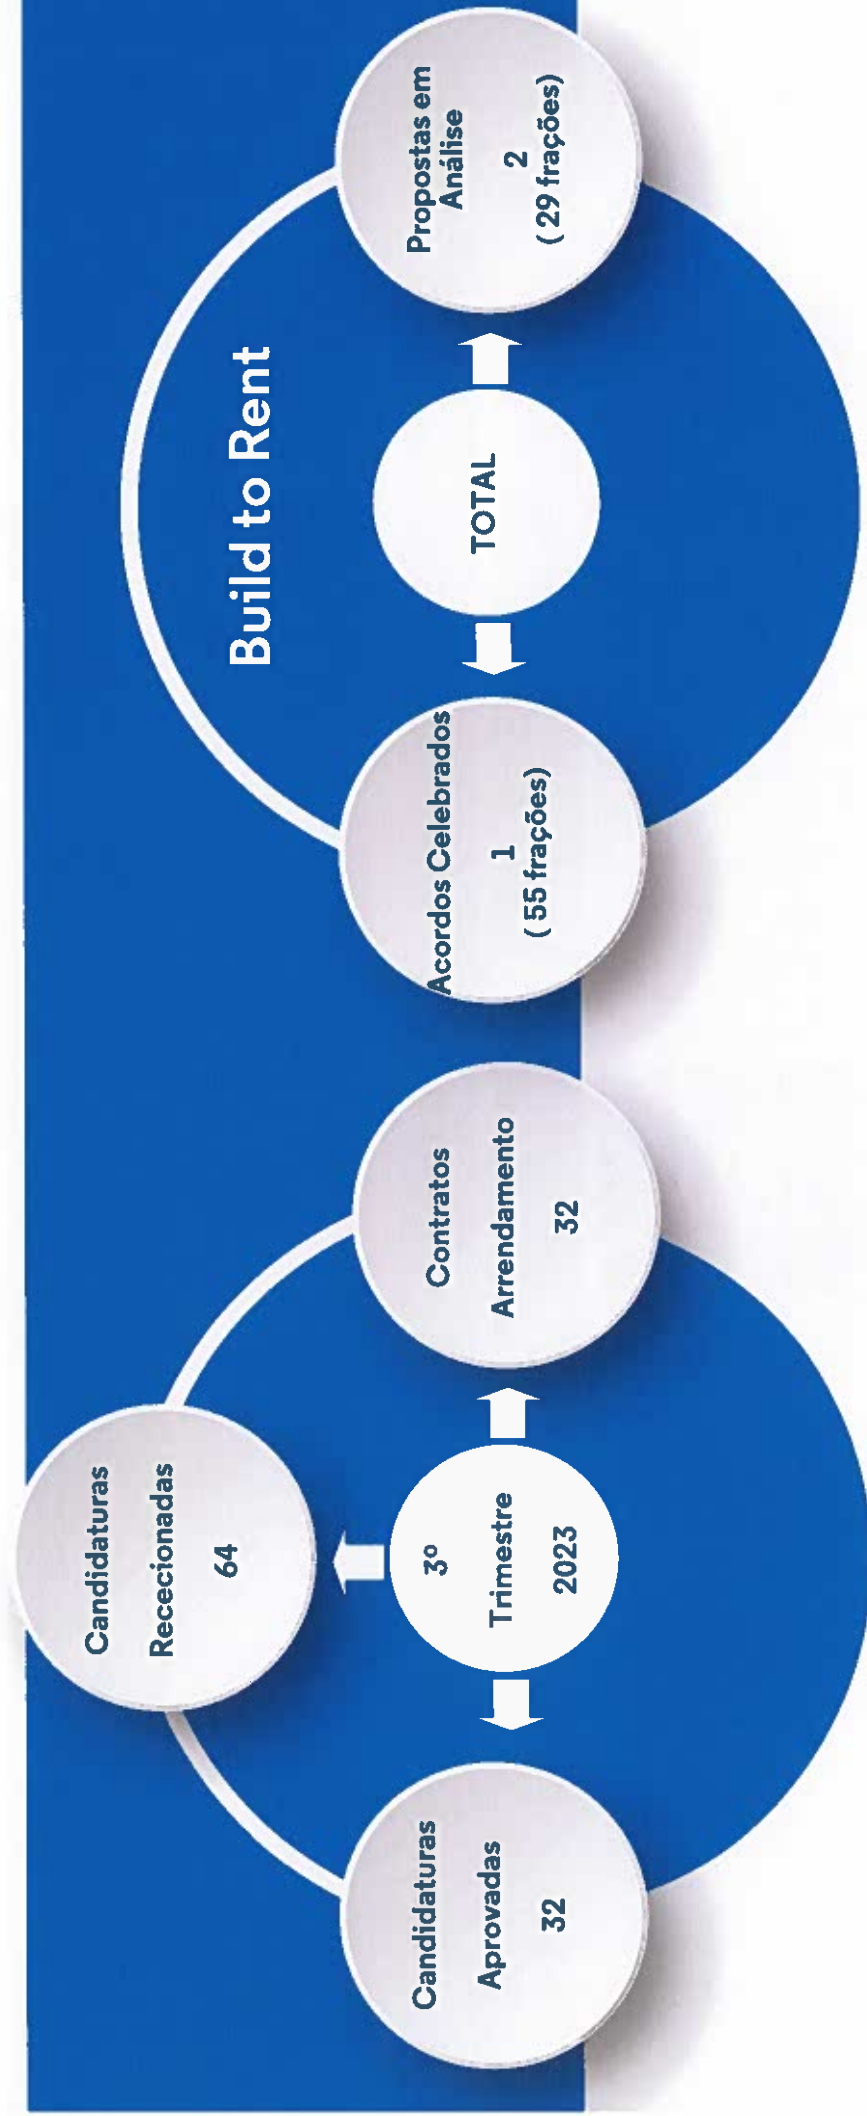 Candidaturas
Rececionadas
64
Candidaturas
Aprovadas
32
3º
Trimestre
2023
Contratos
Arrendamento
32
Build to Rent
Acordos Celebrados
1
( 55 frações)
TOTAL
Propostas em
Análise
2
( 29 frações)